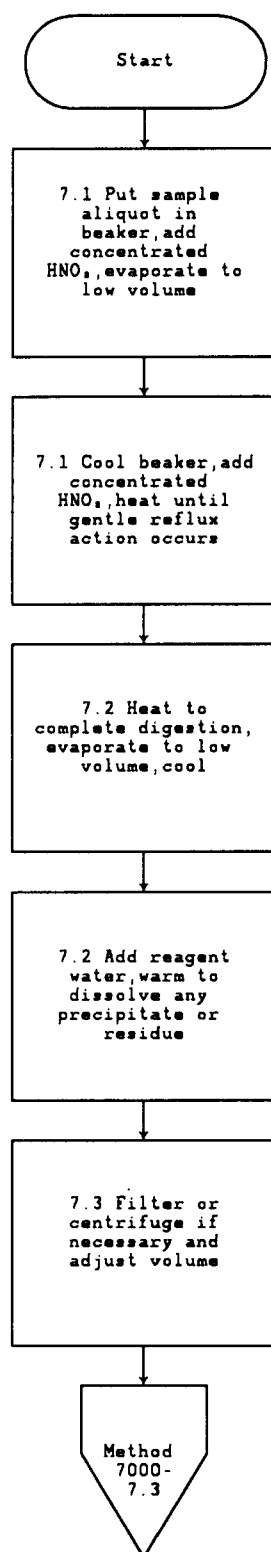 Start
7.1 Put sample
aliquot in
beaker,add
concentrated
HNO₃,evaporate to
low volume
7.1 Cool beaker,add
concentrated
HNO₃,heat until
gentle reflux
action occurs
7.2 Heat to
complete digestion,
evaporate to low
volume,cool
7.2 Add reagent
water,warm to
dissolve any
precipitate or
residue
7.3 Filter or
centrifuge if
necessary and
adjust volume
Method
7000-
7.3